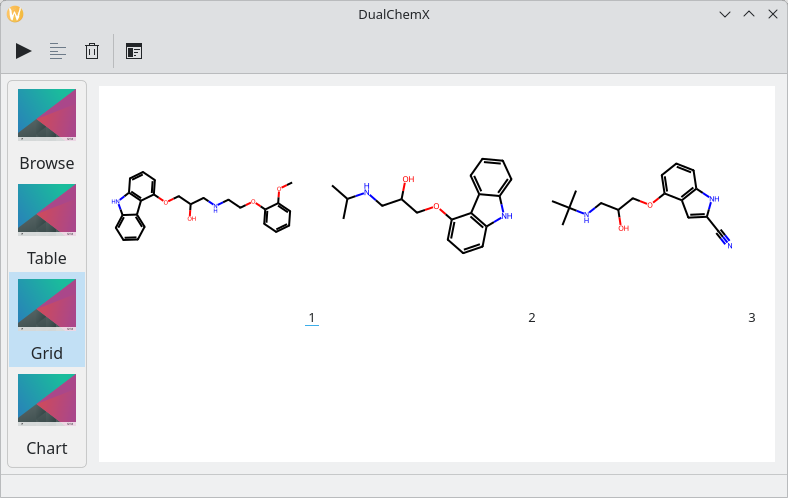 DualChemX
Browse
Table
Grid
Chart
HN
O
OH
N
H
O
O
H
N
OH
O
NH
N
H
OH
O
NH
N
1
2
3